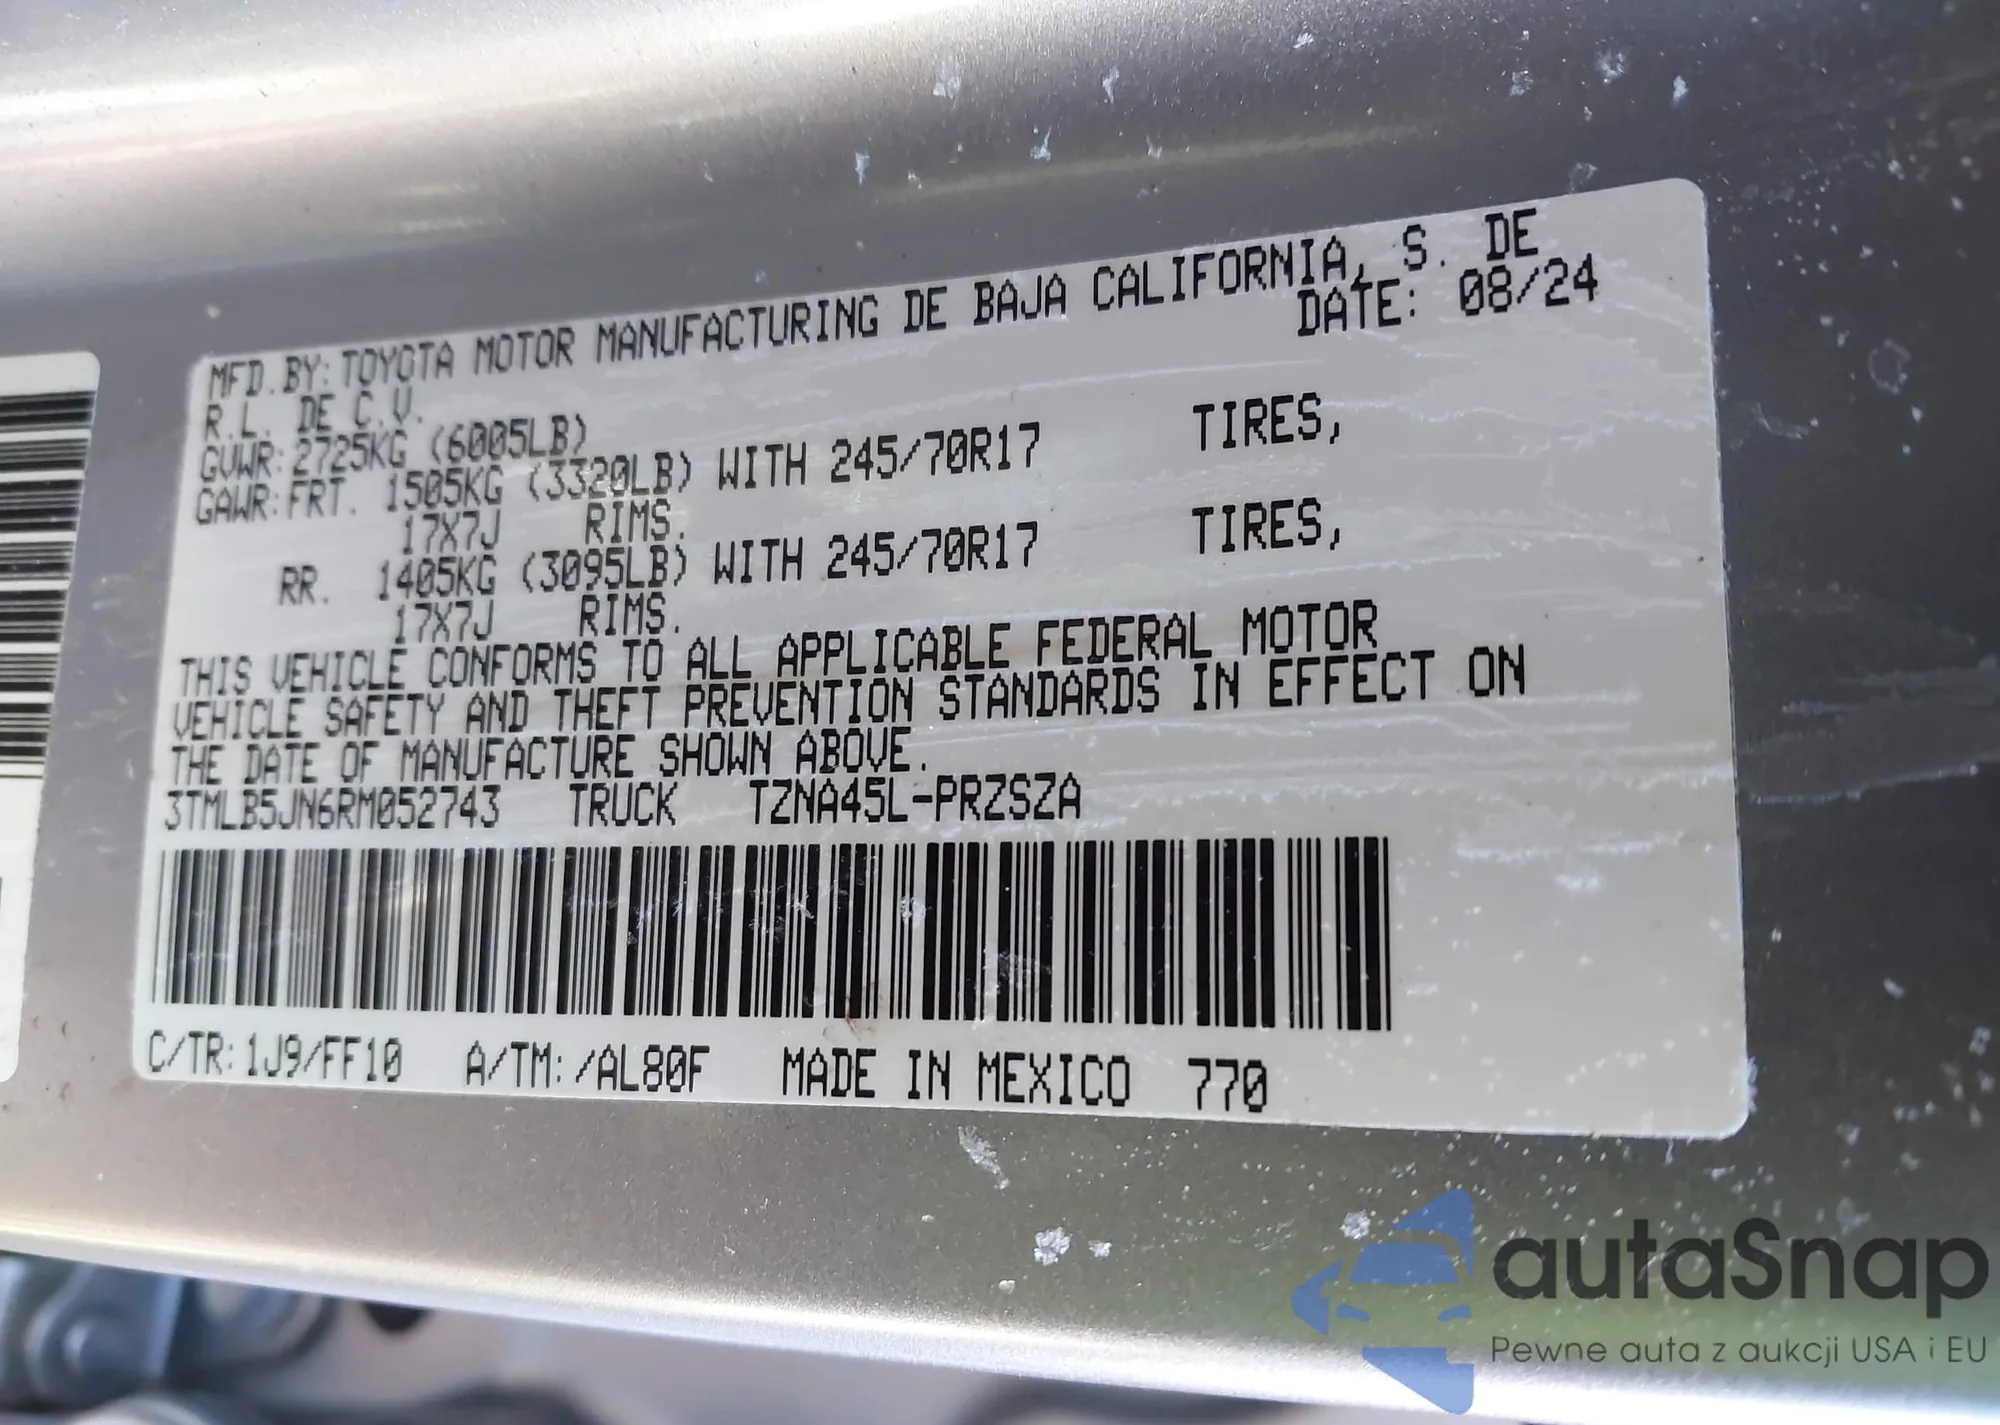 MFD.BY: TOYOTA MOTOR MANUFACTURING DE BAJA CALIFORNIA, S. DE
R.L. DE C.V. DATE: 08/24
GVWR: 2725KG (6005LB)
GAWR: FRT. 1505KG (3320LB) WITH 245/70R17 TIRES,
17X7J RIMS.
RR. 1405KG (3095LB) WITH 245/70R17 TIRES,
17X7J RIMS.
THIS VEHICLE CONFORMS TO ALL APPLICABLE FEDERAL MOTOR
VEHICLE SAFETY AND THEFT PREVENTION STANDARDS IN EFFECT ON
THE DATE OF MANUFACTURE SHOWN ABOVE.
3TMLB5JN6RM052743 TRUCK TZNA45L-PRZSZA
C/TR: 1J9/FF10 A/TM: /AL80F MADE IN MEXICO 770
autaSnap
Pewne auta z aukcji USA i EU